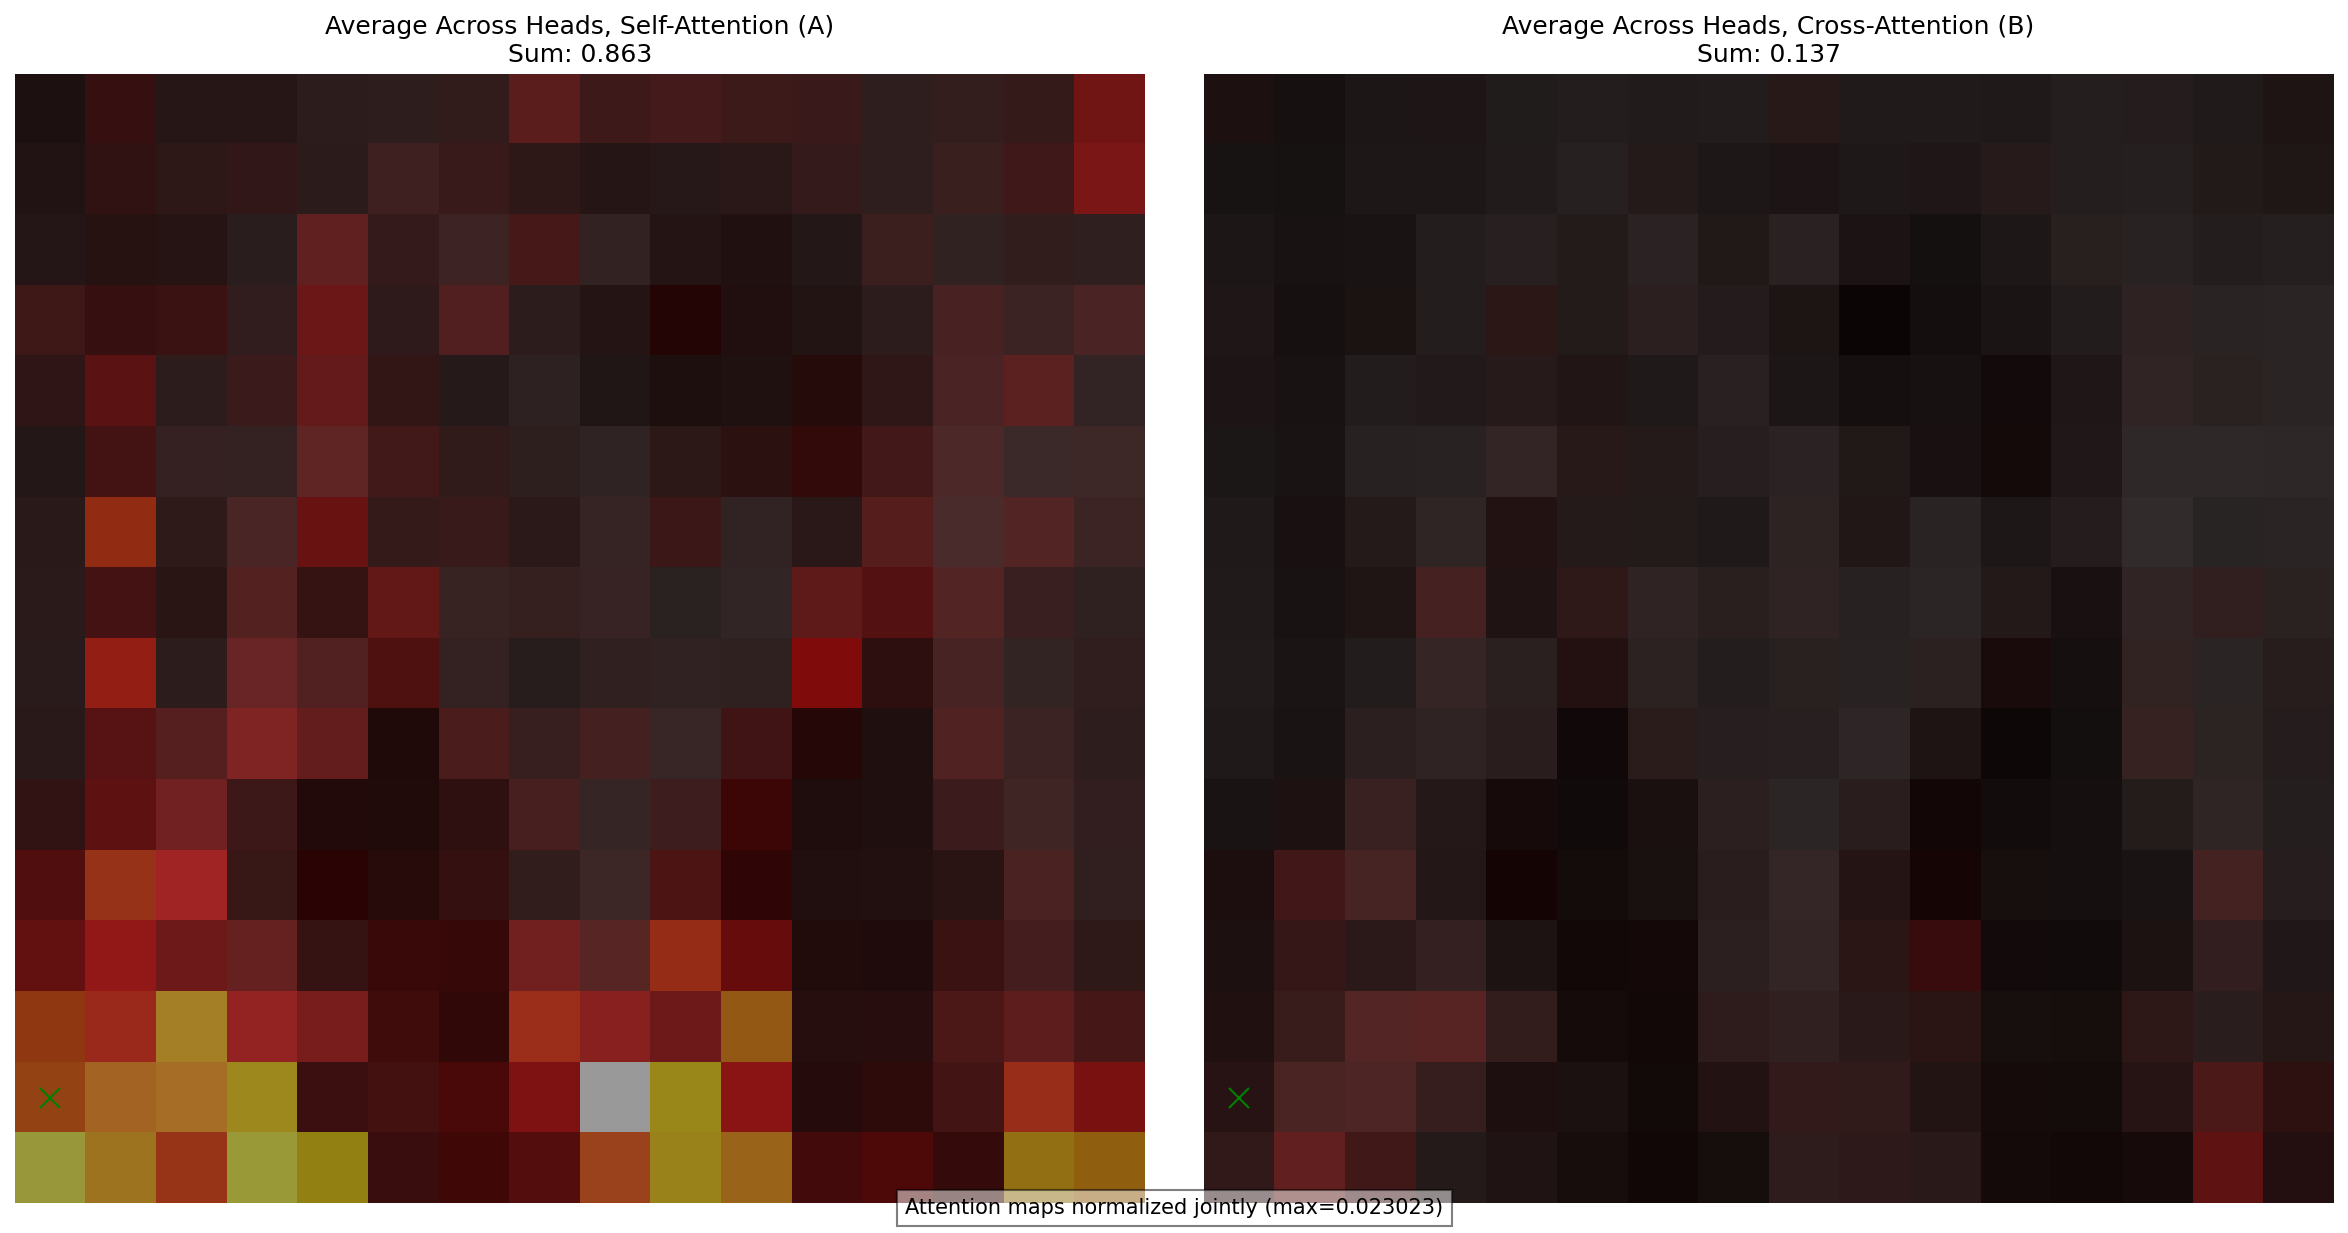 Average Across Heads, Self-Attention (A)
Sum: 0.863
Average Across Heads, Cross-Attention (B)
Sum: 0.137
Attention maps normalized jointly (max=0.023023)